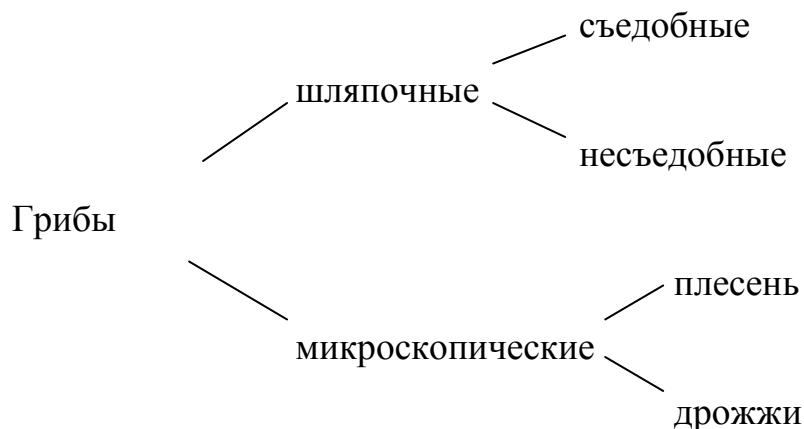 съедобные
шляпочные
несъедобные
Грибы
плесень
микроскопические
дрожжи